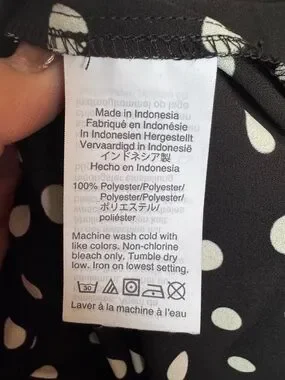 Made in Indonesia
Fabriqué en Indonésie
In Indonesien Hergestellt
Vervaardigd in Indonesië
インドネシア製
Hecho en Indonesia
100% Polyester/Polyester/
Polyester/Polyester/
ポリエステル/
poliéster
Machine wash cold with
like colors. Non-chlorine
bleach only. Tumble dry
low. Iron on lowest setting.
30
Laver à la machine à l'eau